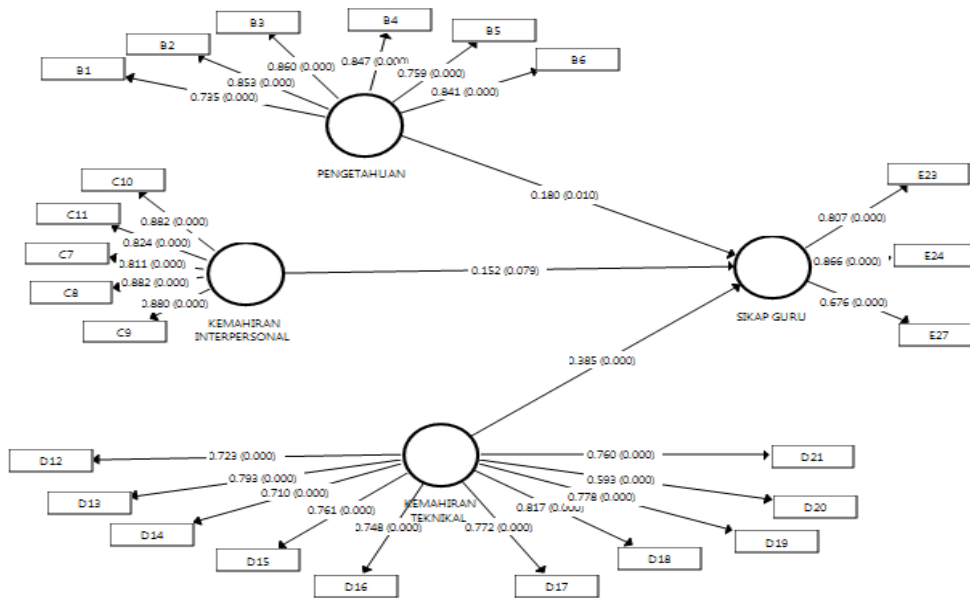 B1
B2
B3
B4
B5
B6
0.735 (0.000)
0.853 (0.000)
0.860 (0.000)
0.847 (0.000)
0.759 (0.000)
0.841 (0.000)
PENGETAHUAN
C10
C11
C7
C8
C9
0.882 (0.000)
0.824 (0.000)
0.811 (0.000)
0.882 (0.000)
0.880 (0.000)
KEMAHIRAN
INTERPERSONAL
0.180 (0.010)
0.152 (0.079)
0.385 (0.000)
SIKAP GURU
E23
E24
E27
0.807 (0.000)
0.866 (0.000)
0.676 (0.000)
KEMAHIRAN
TEKNIKAL
0.723 (0.000)
0.793 (0.000)
0.710 (0.000)
0.761 (0.000)
0.748 (0.000)
0.772 (0.000)
0.817 (0.000)
0.778 (0.000)
0.593 (0.000)
0.760 (0.000)
D12
D13
D14
D15
D16
D17
D18
D19
D20
D21